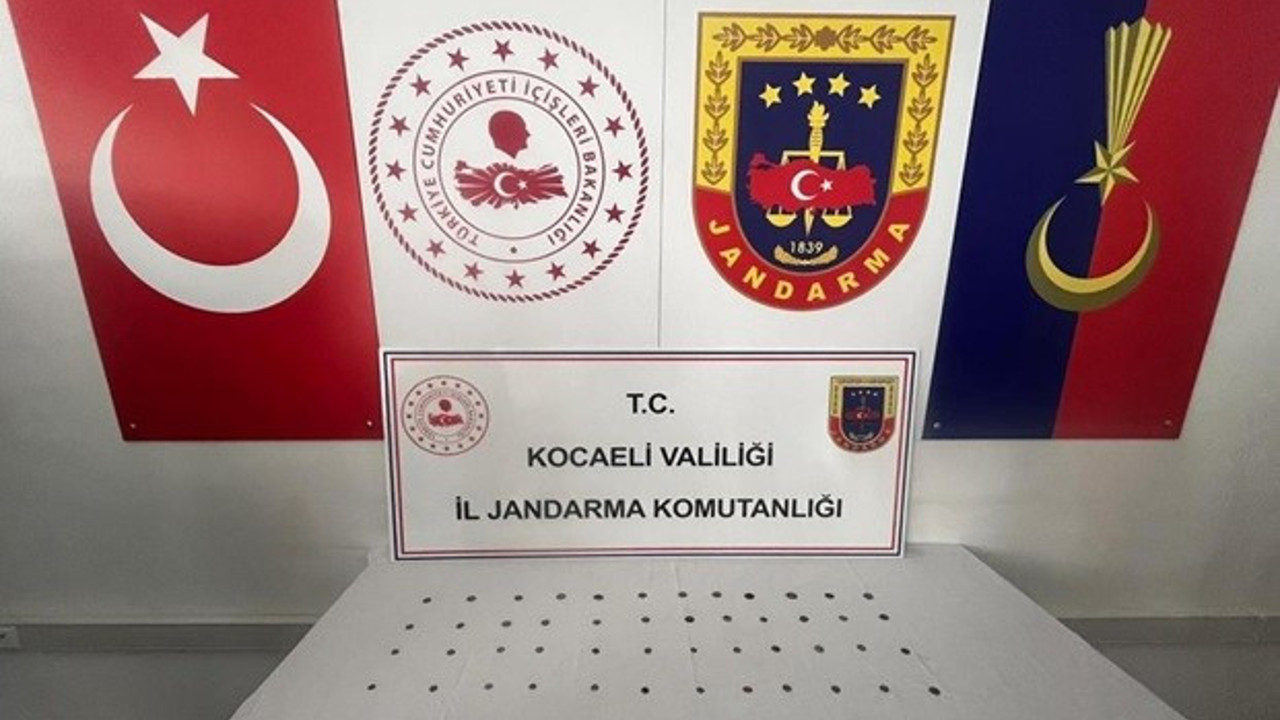 TÜRKİYE CUMHURİYETİ İÇİŞLERİ BAKANLIĞI
1839
JANDARMA
T.C.
KOCAELİ VALİLİĞİ
İL JANDARMA KOMUTANLIĞI